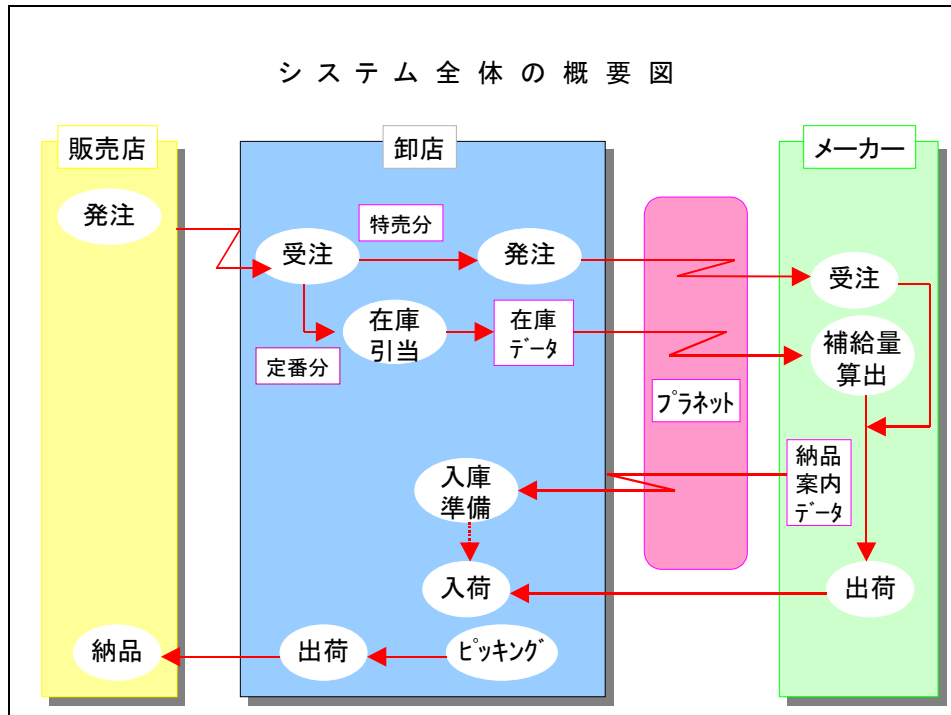 システム全体の概要図
販売店
卸店
メーカー
発注
受注
特売分
発注
受注
定番分
在庫
引当
在庫
ﾃﾞｰﾀ
補給量
算出
ﾌﾟﾗﾈｯﾄ
入庫
準備
納品
案内
ﾃﾞｰﾀ
入荷
出荷
納品
出荷
ﾋﾟｯｷﾝｸﾞ